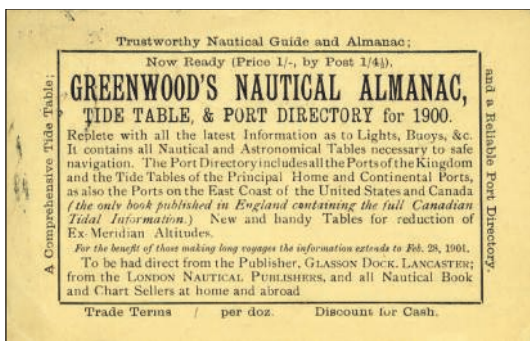 Trustworthy Nautical Guide and Almanac;
A Comprehensive Tide Table;
Now Ready (Price 1/-, by Post 1/4½).
GREENWOOD'S NAUTICAL ALMANAC,
TIDE TABLE, & PORT DIRECTORY for 1900.
Replete with all the latest Information as to Lights, Buoys, &c.
It contains all Nautical and Astronomical Tables necessary to safe
navigation. The Port Directory includes all the Ports of the Kingdom
and the Tide Tables of the Principal Home and Continental Ports,
as also the Ports on the East Coast of the United States and Canada
(the only book published in England containing the full Canadian
Tidal Information.) New and handy Tables for reduction of
Ex-Meridian Altitudes.
For the benefit of those making long voyages the information extends to Feb. 28, 1901.
To be had direct from the Publisher, GLASSON DOCK, LANCASTER;
from the LONDON NAUTICAL PUBLISHERS, and all Nautical Book
and Chart Sellers at home and abroad
and a Reliable Port Directory.
Trade Terms / per doz. Discount for Cash.